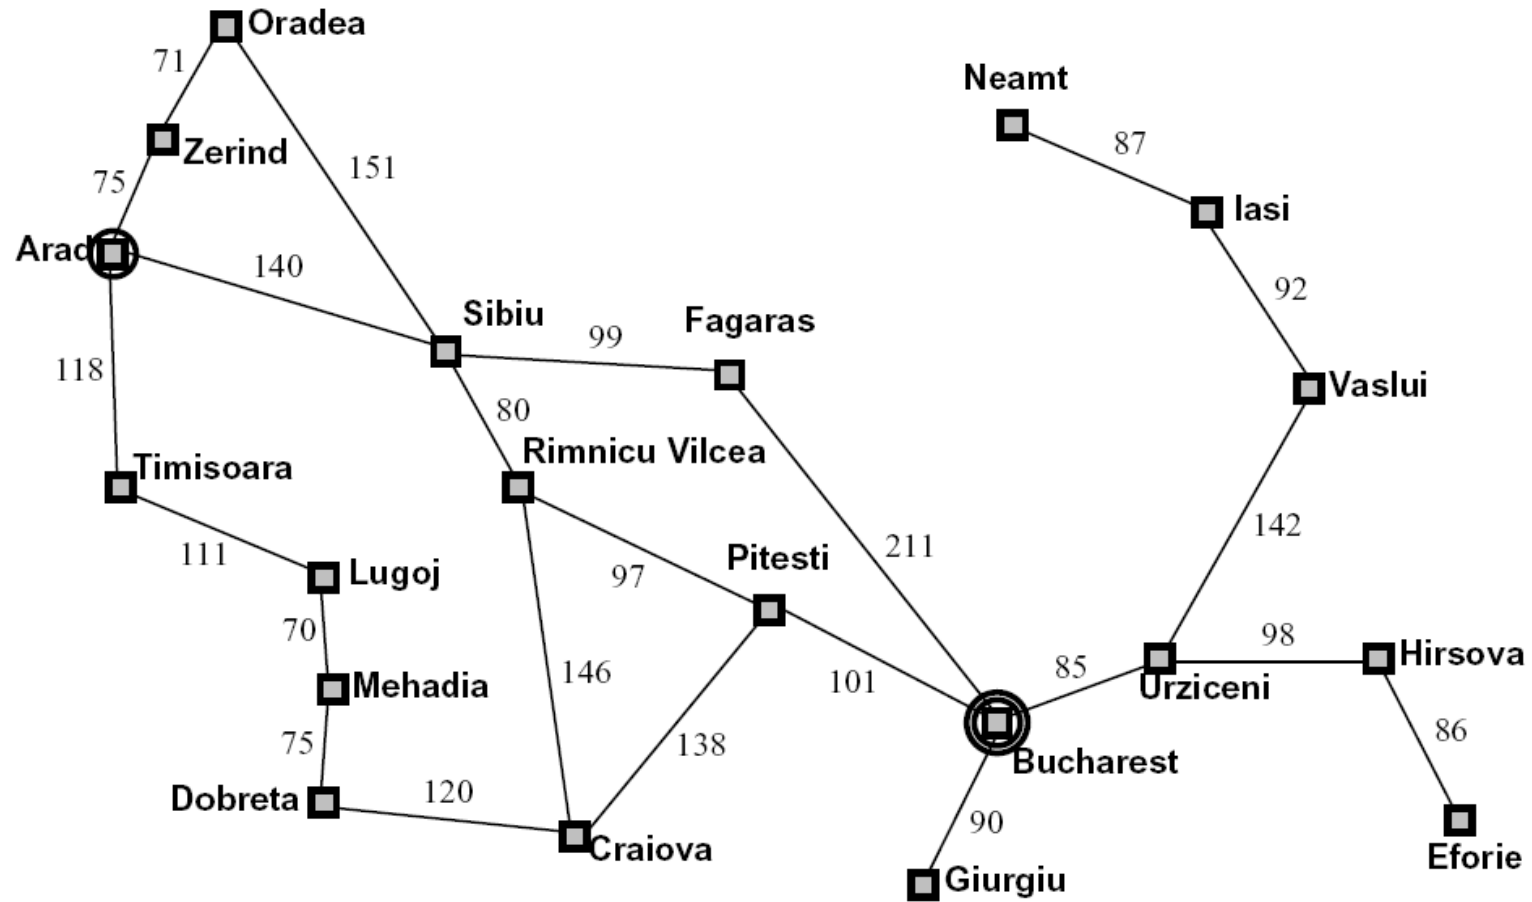 Oradea
71
Neamt
87
Zerind
151
75
Iasi
Arad
140
92
Sibiu
Fagaras
99
118
Vaslui
80
Rimnicu Vilcea
Timisoara
142
211
111
Pitesti
Lugoj
97
70
98
Hirsova
85
146
101
Urziceni
Mehadia
86
75
138
Bucharest
Dobreta
120
90
Craiova
Eforie
Giurgiu